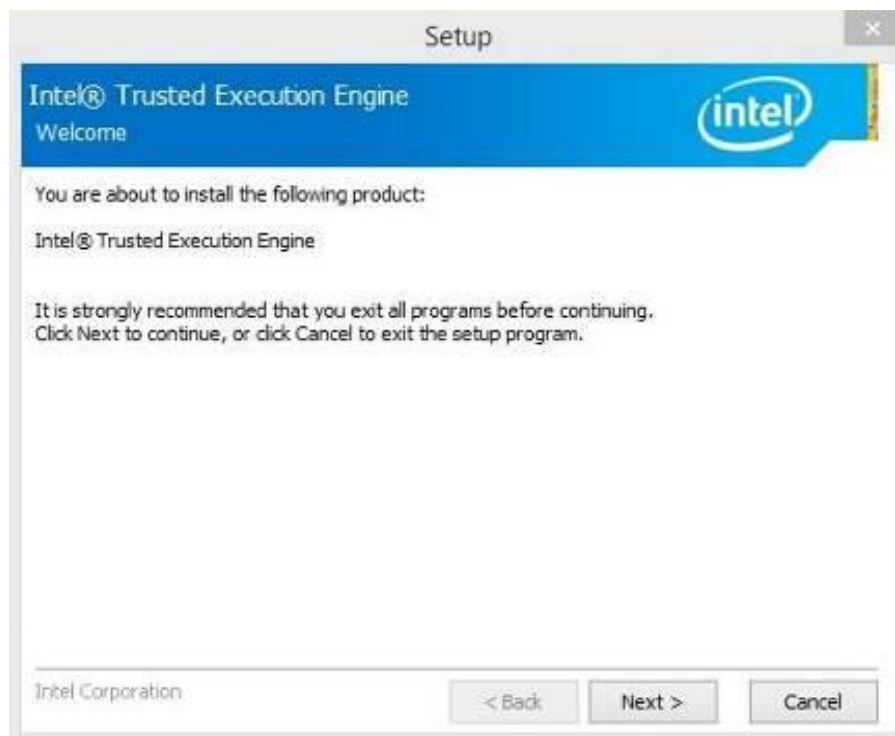 Setup
Intel® Trusted Execution Engine
Welcome
intel
You are about to install the following product:
Intel® Trusted Execution Engine
It is strongly recommended that you exit all programs before continuing.
Click Next to continue, or click Cancel to exit the setup program.
Intel Corporation
< Back
Next >
Cancel